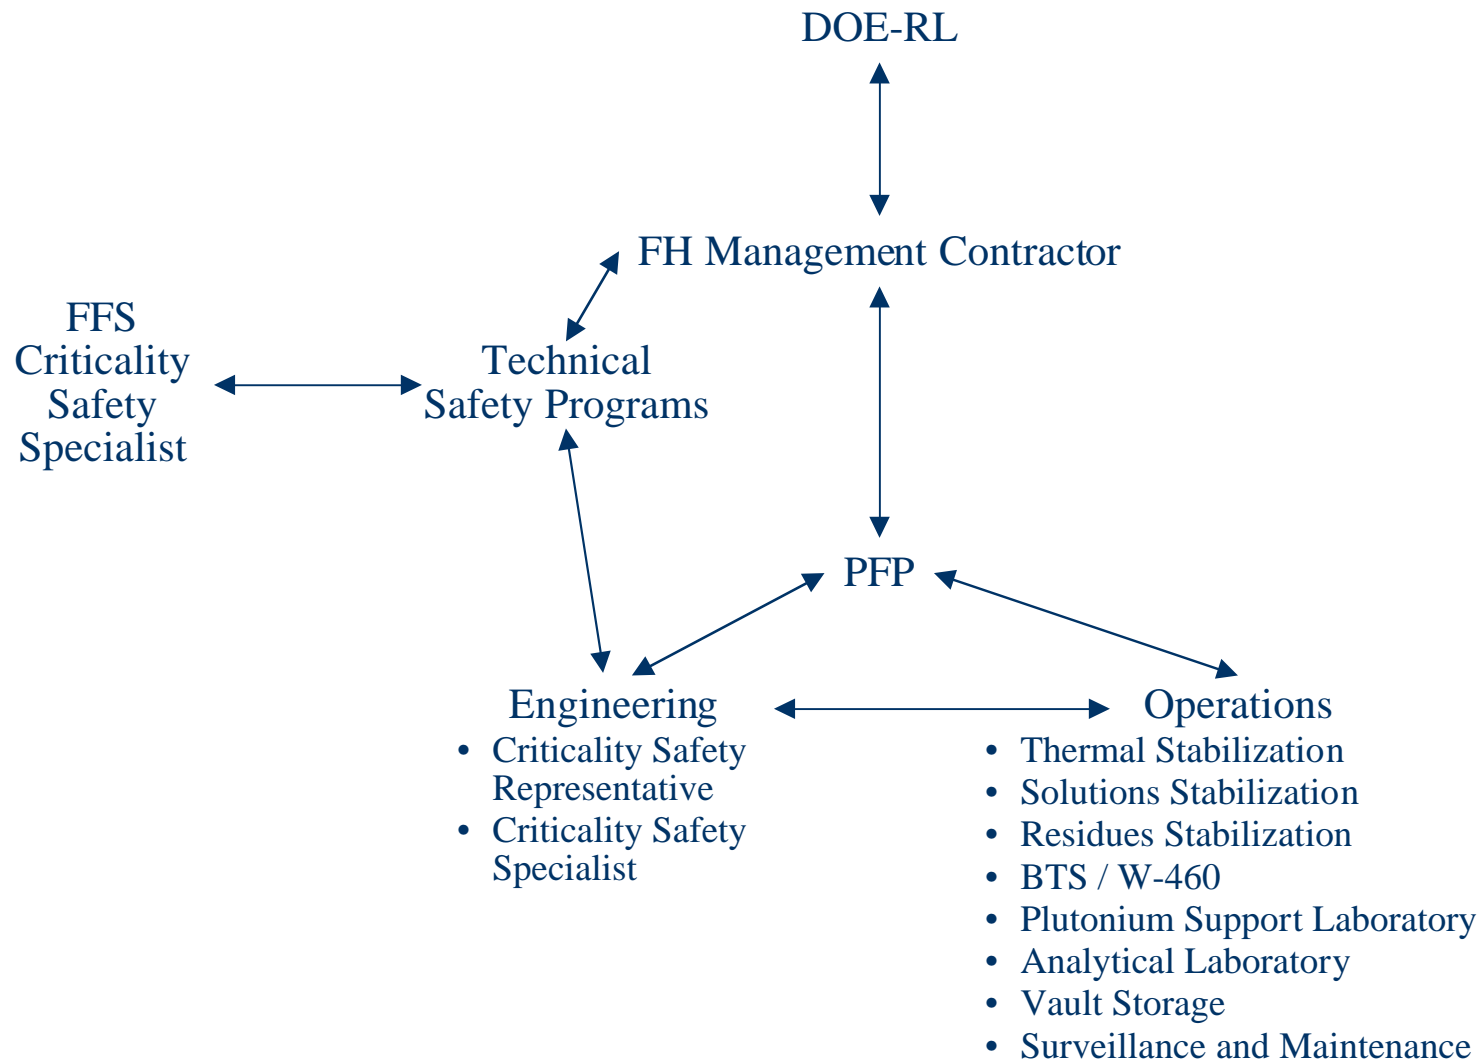 DOE-RL
FH Management Contractor
FFS
Criticality
Safety
Specialist
Technical
Safety Programs
PFP
Engineering
• Criticality Safety
Representative
• Criticality Safety
Specialist
Operations
• Thermal Stabilization
• Solutions Stabilization
• Residues Stabilization
• BTS / W-460
• Plutonium Support Laboratory
• Analytical Laboratory
• Vault Storage
• Surveillance and Maintenance